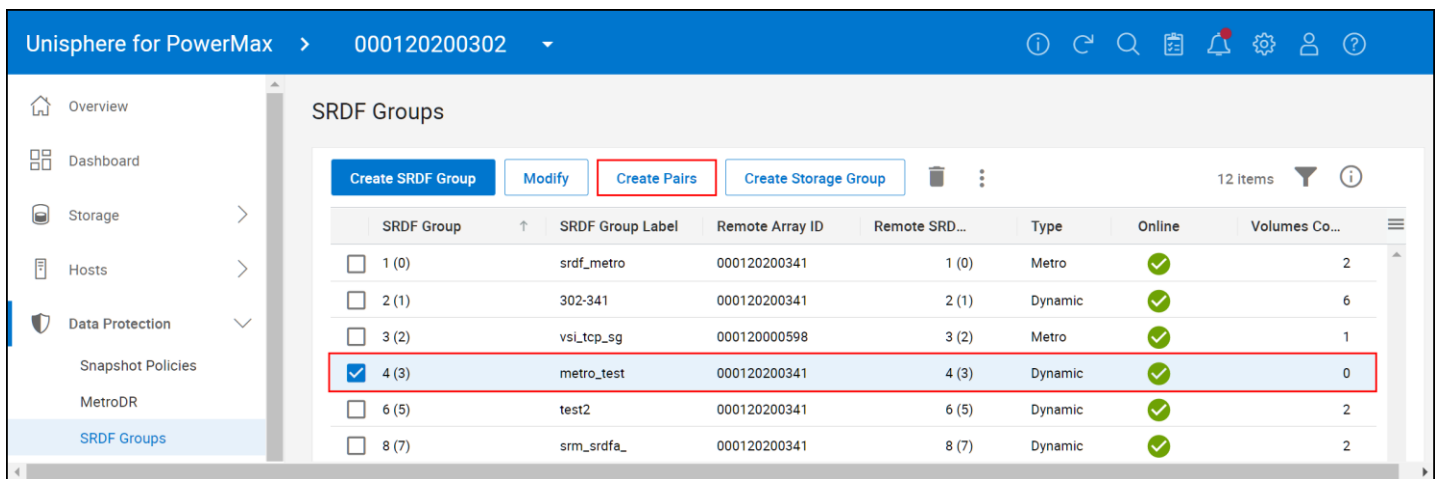 Unisphere for PowerMax > 000120200302
Overview
Dashboard
Storage
Hosts
Data Protection
Snapshot Policies
MetroDR
SRDF Groups
SRDF Groups
Create SRDF Group Modify Create Pairs Create Storage Group 12 items
SRDF Group SRDF Group Label Remote Array ID Remote SRD... Type Online Volumes Co...
1 (0) srdf_metro 000120200341 1 (0) Metro 2
2 (1) 302-341 000120200341 2 (1) Dynamic 6
3 (2) vsi_tcp_sg 000120000598 3 (2) Metro 1
4 (3) metro_test 000120200341 4 (3) Dynamic 0
6 (5) test2 000120200341 6 (5) Dynamic 2
8 (7) srm_srdfa_ 000120200341 8 (7) Dynamic 2